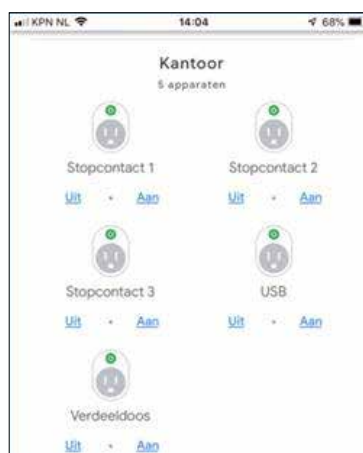 KPN NL 14:04 68%
Kantoor
5 apparaten
Stopcontact 1 Stopcontact 2
Uit • Aan Uit • Aan
Stopcontact 3 USB
Uit • Aan Uit • Aan
Verdeeldoos
Uit • Aan